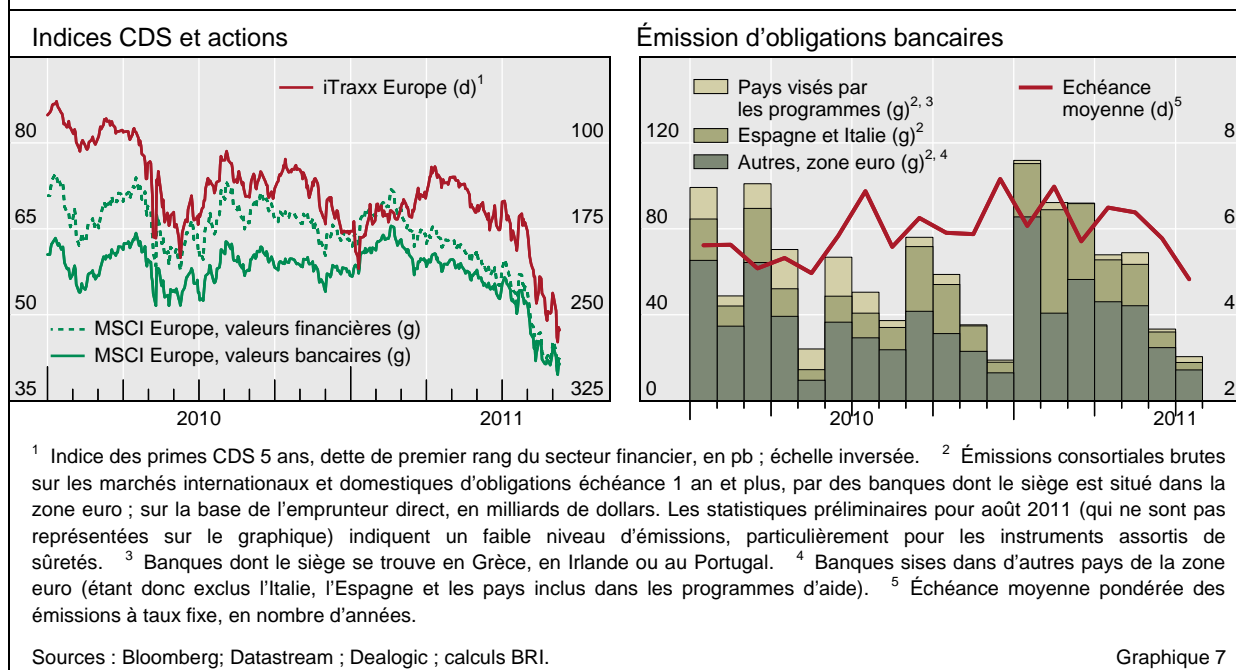 Indices CDS et actions
iTraxx Europe (d)1
80
100
65
175
50
250
MSCI Europe, valeurs financières (g)
MSCI Europe, valeurs bancaires (g)
35
325
2010
2011
Émission d'obligations bancaires
Pays visés par
les programmes (g)2, 3
Espagne et Italie (g)2
Autres, zone euro (g)2, 4
Echéance
moyenne (d)5
120
8
80
6
40
4
0
2
2010
2011
1 Indice des primes CDS 5 ans, dette de premier rang du secteur financier, en pb ; échelle inversée. 2 Émissions consortiales brutes
sur les marchés internationaux et domestiques d'obligations échéance 1 an et plus, par des banques dont le siège est situé dans la
zone euro ; sur la base de l'emprunteur direct, en milliards de dollars. Les statistiques préliminaires pour août 2011 (qui ne sont pas
représentées sur le graphique) indiquent un faible niveau d'émissions, particulièrement pour les instruments assortis de
sûretés. 3 Banques dont le siège se trouve en Grèce, en Irlande ou au Portugal. 4 Banques sises dans d'autres pays de la zone
euro (étant donc exclus l'Italie, l'Espagne et les pays inclus dans les programmes d'aide). 5 Échéance moyenne pondérée des
émissions à taux fixe, en nombre d'années.
Sources : Bloomberg; Datastream ; Dealogic ; calculs BRI.
Graphique 7